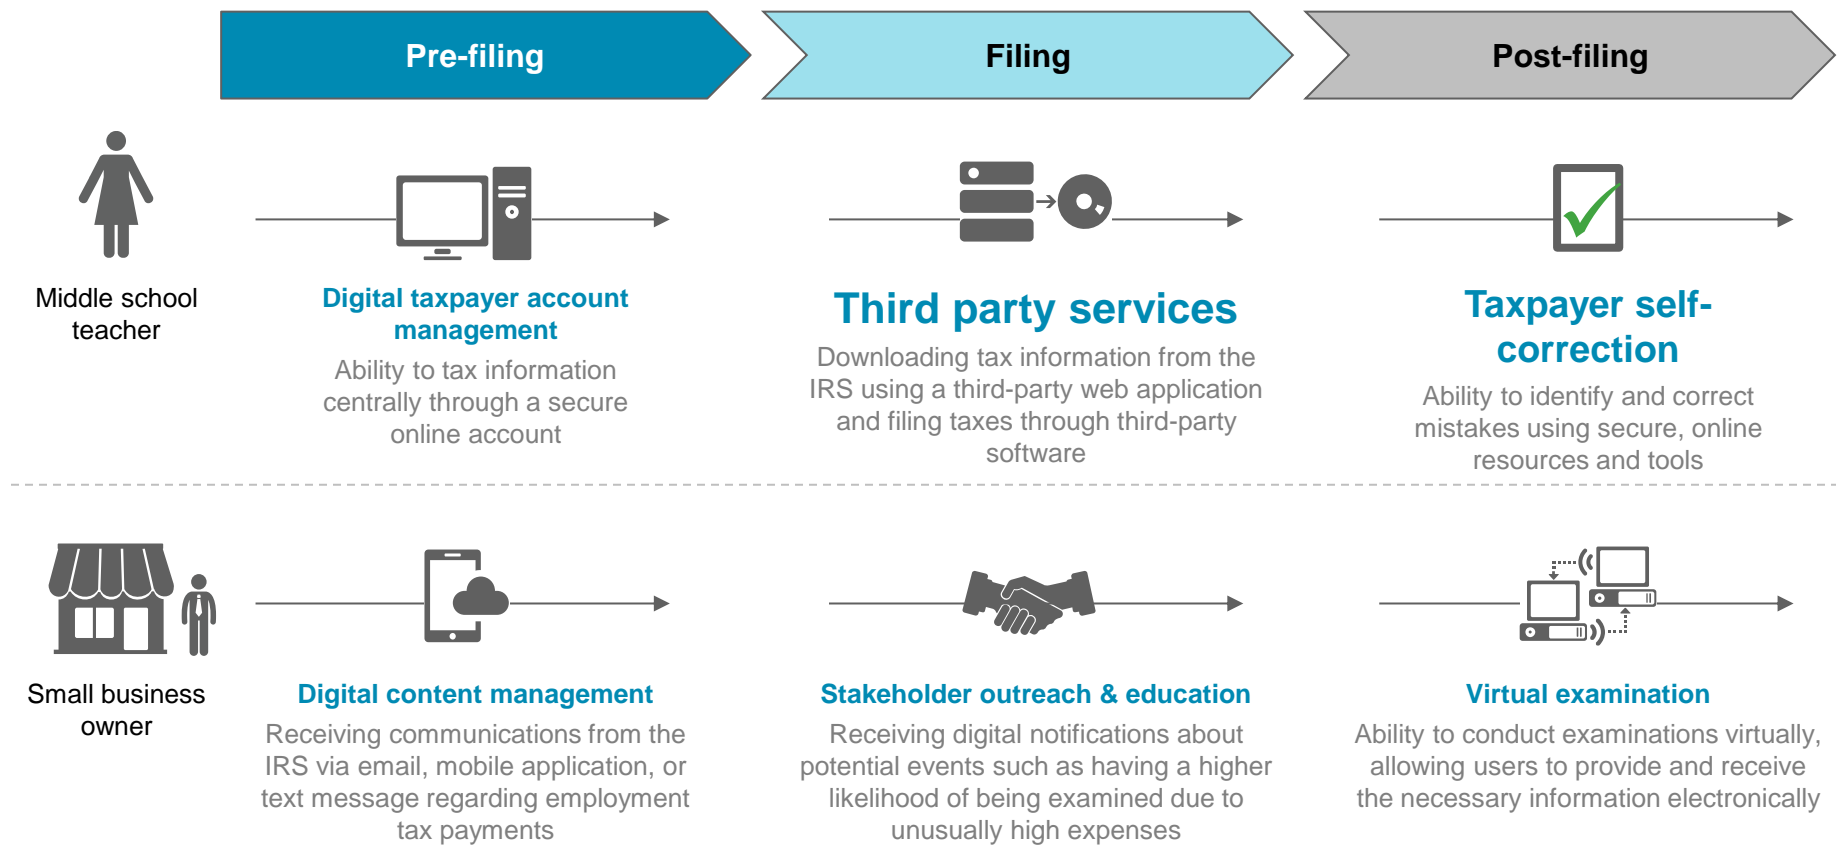 Pre-filing
Filing
Post-filing
Middle school
teacher
Digital taxpayer account
management
Ability to tax information
centrally through a secure
online account
Third party services
Downloading tax information from the
IRS using a third-party web application
and filing taxes through third-party
software
Taxpayer self-
correction
Ability to identify and correct
mistakes using secure, online
resources and tools
Small business
owner
Digital content management
Receiving communications from the
IRS via email, mobile application, or
text message regarding employment
tax payments
Stakeholder outreach & education
Receiving digital notifications about
potential events such as having a higher
likelihood of being examined due to
unusually high expenses
Virtual examination
Ability to conduct examinations virtually,
allowing users to provide and receive
the necessary information electronically